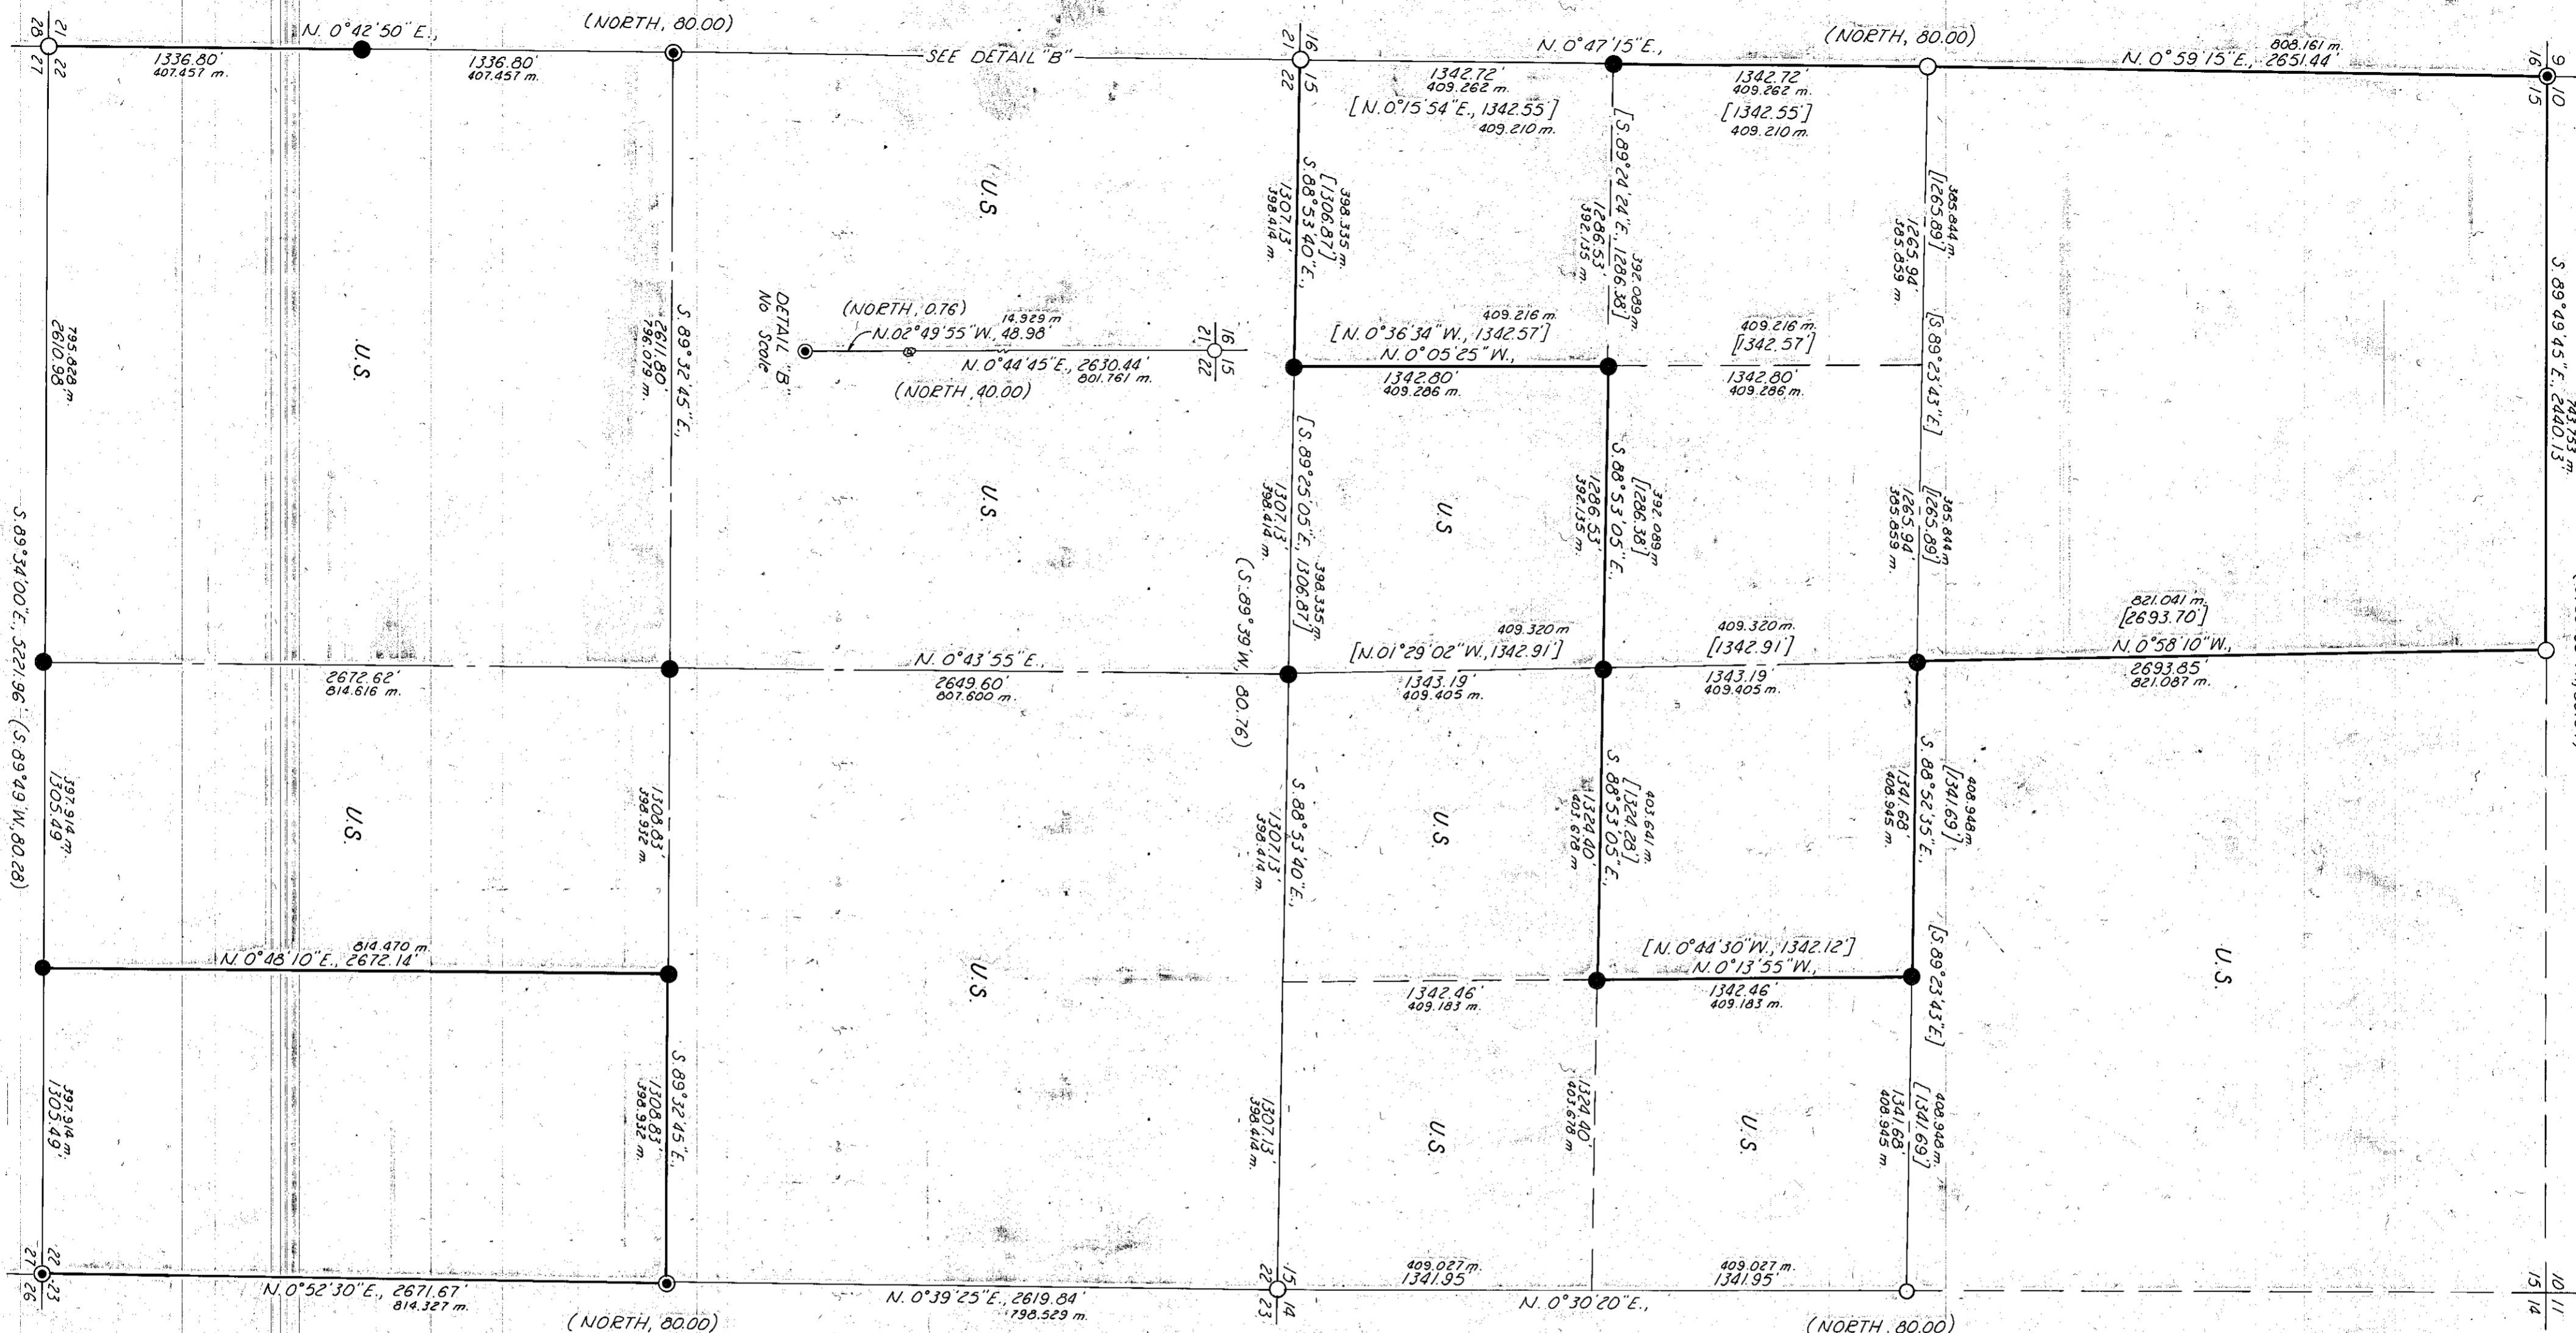 21 22
28 27
N. 0°42'50"E.,
1336.80'
407.457 m.
1336.80'
407.457 m.
(NORTH, 80.00)
SEE DETAIL "B"
16 15
21 22
N. 0°47'15"E.,
1342.72'
409.262 m.
[N.0°15'54"E., 1342.55']
409.210 m.
(NORTH, 80.00)
1342.72'
409.262 m.
[1342.55']
409.210 m.
808.161 m.
N. 0°59'15"E., 2651.44'
9 10
16 15
743.753 m.
S. 89°49'45"E., 2440.13'
795.828 m.
2610.98'
U.S.
S. 89°32'45"E.,
2611.80'
796.079 m.
U.S.
398.335 m.
[1306.87']
S. 88°53'40"E.,
1307.13'
398.414 m.
392.089 m.
[S.89°24'24"E., 1286.38']
1286.53'
392.135 m.
385.844 m.
[1265.89']
1265.94'
385.859 m.
[S.89°23'43"E.]
DETAIL "B"
No Scale
(NORTH, 0.76)
14.929 m
N.02°49'55"W., 48.98'
N. 0°44'45"E., 2630.44'
801.761 m.
(NORTH, 40.00)
16 15
21 22
409.216 m.
[N. 0°36'34"W., 1342.57']
N. 0°05'25"W.,
1342.80'
409.286 m.
409.216 m.
[1342.57']
1342.80'
409.286 m.
U.S.
398.335 m.
[S.89°25'05"E., 1306.87']
1307.13'
398.414 m.
U.S
392.089 m
[1286.38']
S. 88°53'05"E.,
1286.53'
392.135 m.
385.844 m
[1265.89']
1265.94'
385.859 m.
S.89°34'00"E., 5221.96' (S.89°49'W., 80.28)
2672.62'
814.616 m.
N. 0°43'55"E.,
2649.60'
807.600 m.
(S.89°39'W., 80.76)
409.320 m
[N.01°29'02"W., 1342.91']
1343.19'
409.405 m.
409.320 m.
[1342.91']
1343.19'
409.405 m.
821.041 m.
[2693.70']
N. 0°58'10"W.,
2693.85'
821.087 m.
397.914 m.
1305.49'
U.S.
1308.83'
398.932 m.
U.S.
S. 88°53'40"E.,
1307.13'
398.414 m.
U.S.
403.641 m.
[1324.28']
S. 88°53'05"E.,
1324.40'
403.678 m
408.948 m.
[1341.69']
S. 88°52'35"E.,
1341.68'
408.945 m.
[S.89°23'43"E.]
U.S.
814.470 m.
N. 0°48'10"E., 2672.14'
1342.46'
409.183 m.
[N. 0°44'30"W., 1342.12']
N. 0°13'55"W.,
1342.46'
409.183 m.
397.914 m.
1305.49'
S. 89°32'45"E.,
1308.83'
398.932 m.
1307.13'
398.414 m.
U.S.
1324.40'
403.678 m.
U.S.
408.948 m.
[1341.69']
1341.68'
408.945 m.
22 23
27 26
N. 0°52'30"E., 2671.67'
814.327 m.
(NORTH, 80.00)
N. 0°39'25"E., 2619.84'
798.529 m.
15 14
22 23
409.027 m.
1341.95'
N. 0°30'20"E.,
409.027 m.
1341.95'
(NORTH, 80.00)
10 11
15 14